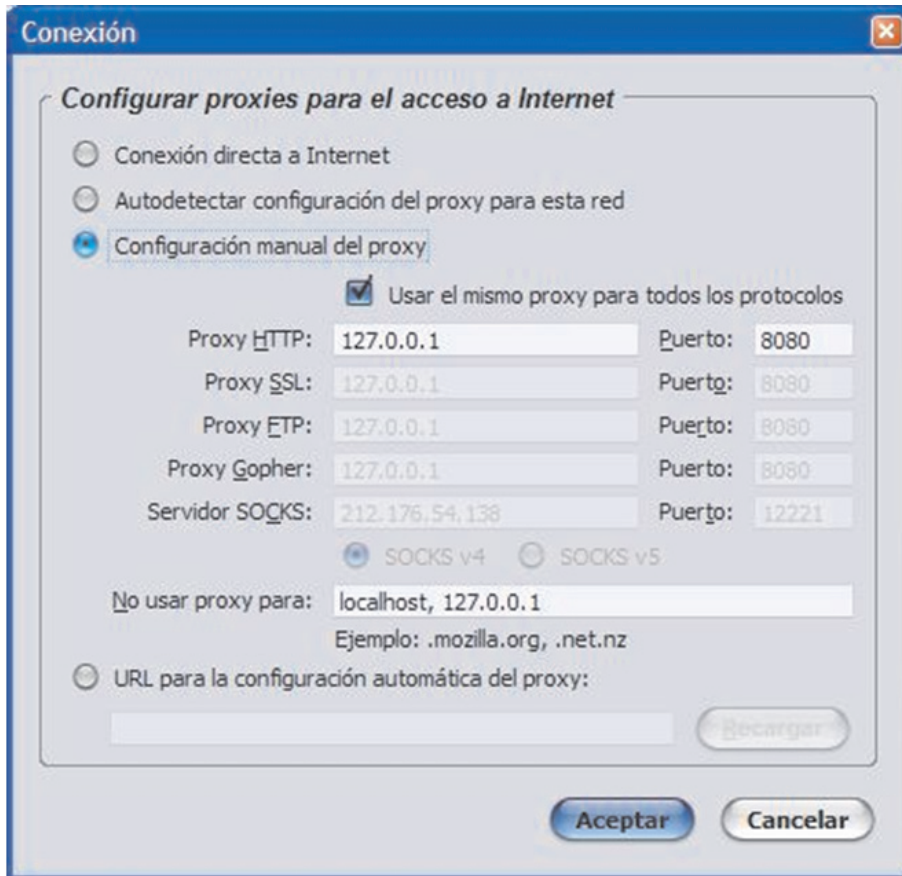 Conexión
Configurar proxies para el acceso a Internet
Conexión directa a Internet
Autodetectar configuración del proxy para esta red
Configuración manual del proxy
Usar el mismo proxy para todos los protocolos
Proxy HTTP: 127.0.0.1 Puerto: 8080
Proxy SSL: 127.0.0.1 Puerto: 8080
Proxy FTP: 127.0.0.1 Puerto: 8080
Proxy Gopher: 127.0.0.1 Puerto: 8080
Servidor SOCKS: 212.176.54.138 Puerto: 12221
SOCKS v4 SOCKS v5
No usar proxy para: localhost, 127.0.0.1
Ejemplo: .mozilla.org, .net.nz
URL para la configuración automática del proxy:
Recargar
Aceptar Cancelar